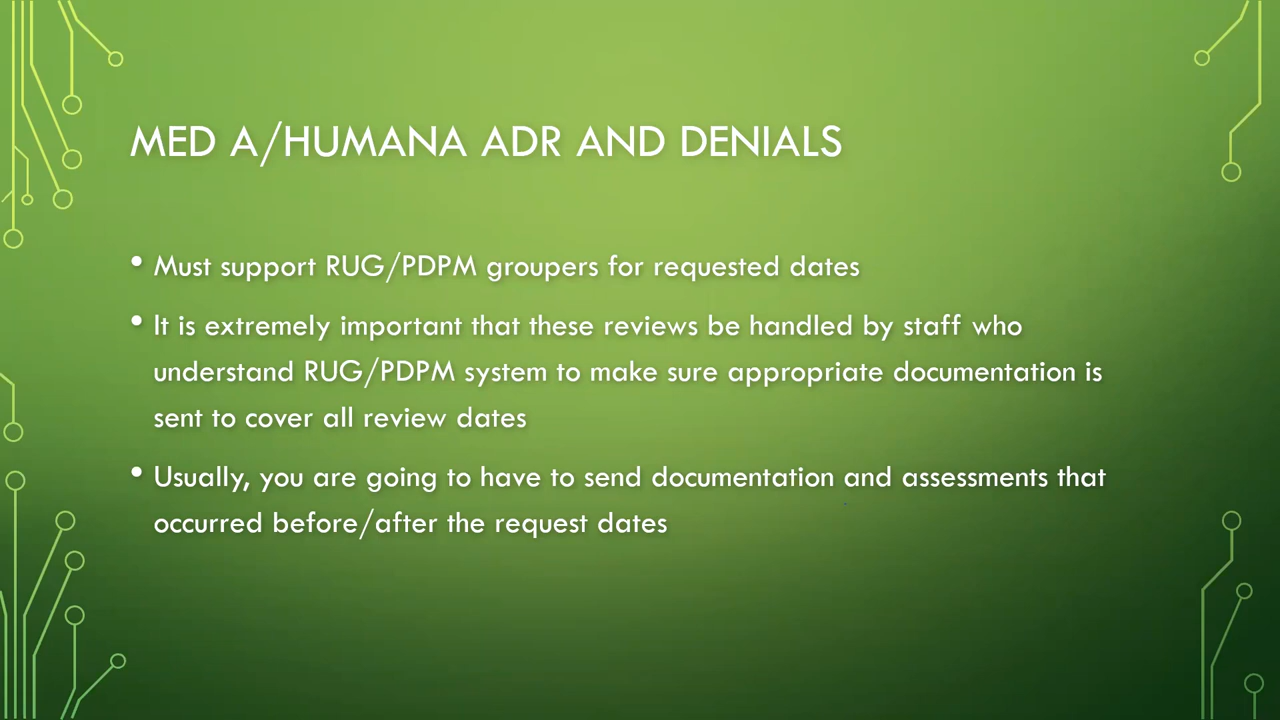 MED A/HUMANA ADR AND DENIALS
• Must support RUG/PDPM groupers for requested dates
• It is extremely important that these reviews be handled by staff who
understand RUG/PDPM system to make sure appropriate documentation is
sent to cover all review dates
• Usually, you are going to have to send documentation and assessments that
occurred before/after the request dates